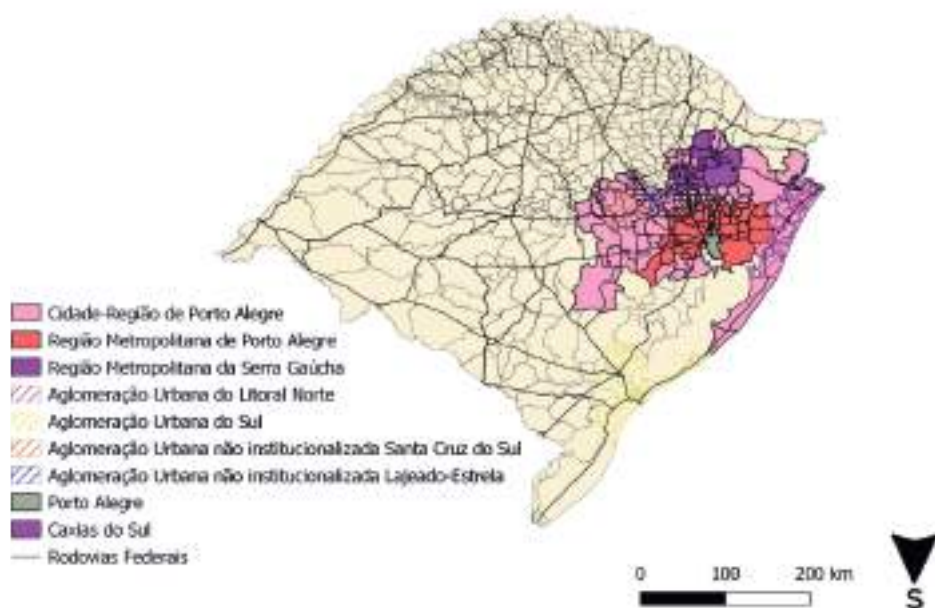 Cidade-Região de Porto Alegre
Região Metropolitana de Porto Alegre
Região Metropolitana da Serra Gaúcha
Aglomeração Urbana do Litoral Norte
Aglomeração Urbana do Sul
Aglomeração Urbana não institucionalizada Santa Cruz do Sul
Aglomeração Urbana não institucionalizada Lajeado-Estrela
Porto Alegre
Caxias do Sul
Rodovias Federais
0 100 200 km
S